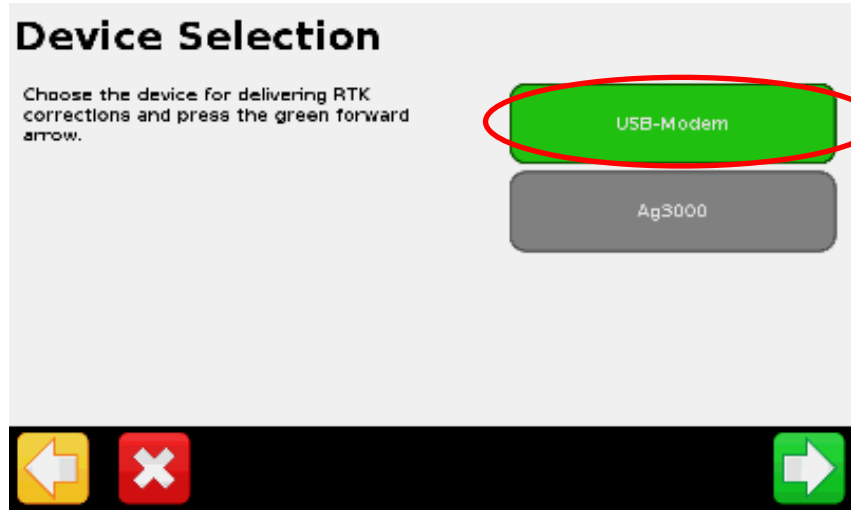 Device Selection
Choose the device for delivering RTK
corrections and press the green forward
arrow.
USB-Modem
Ag3000